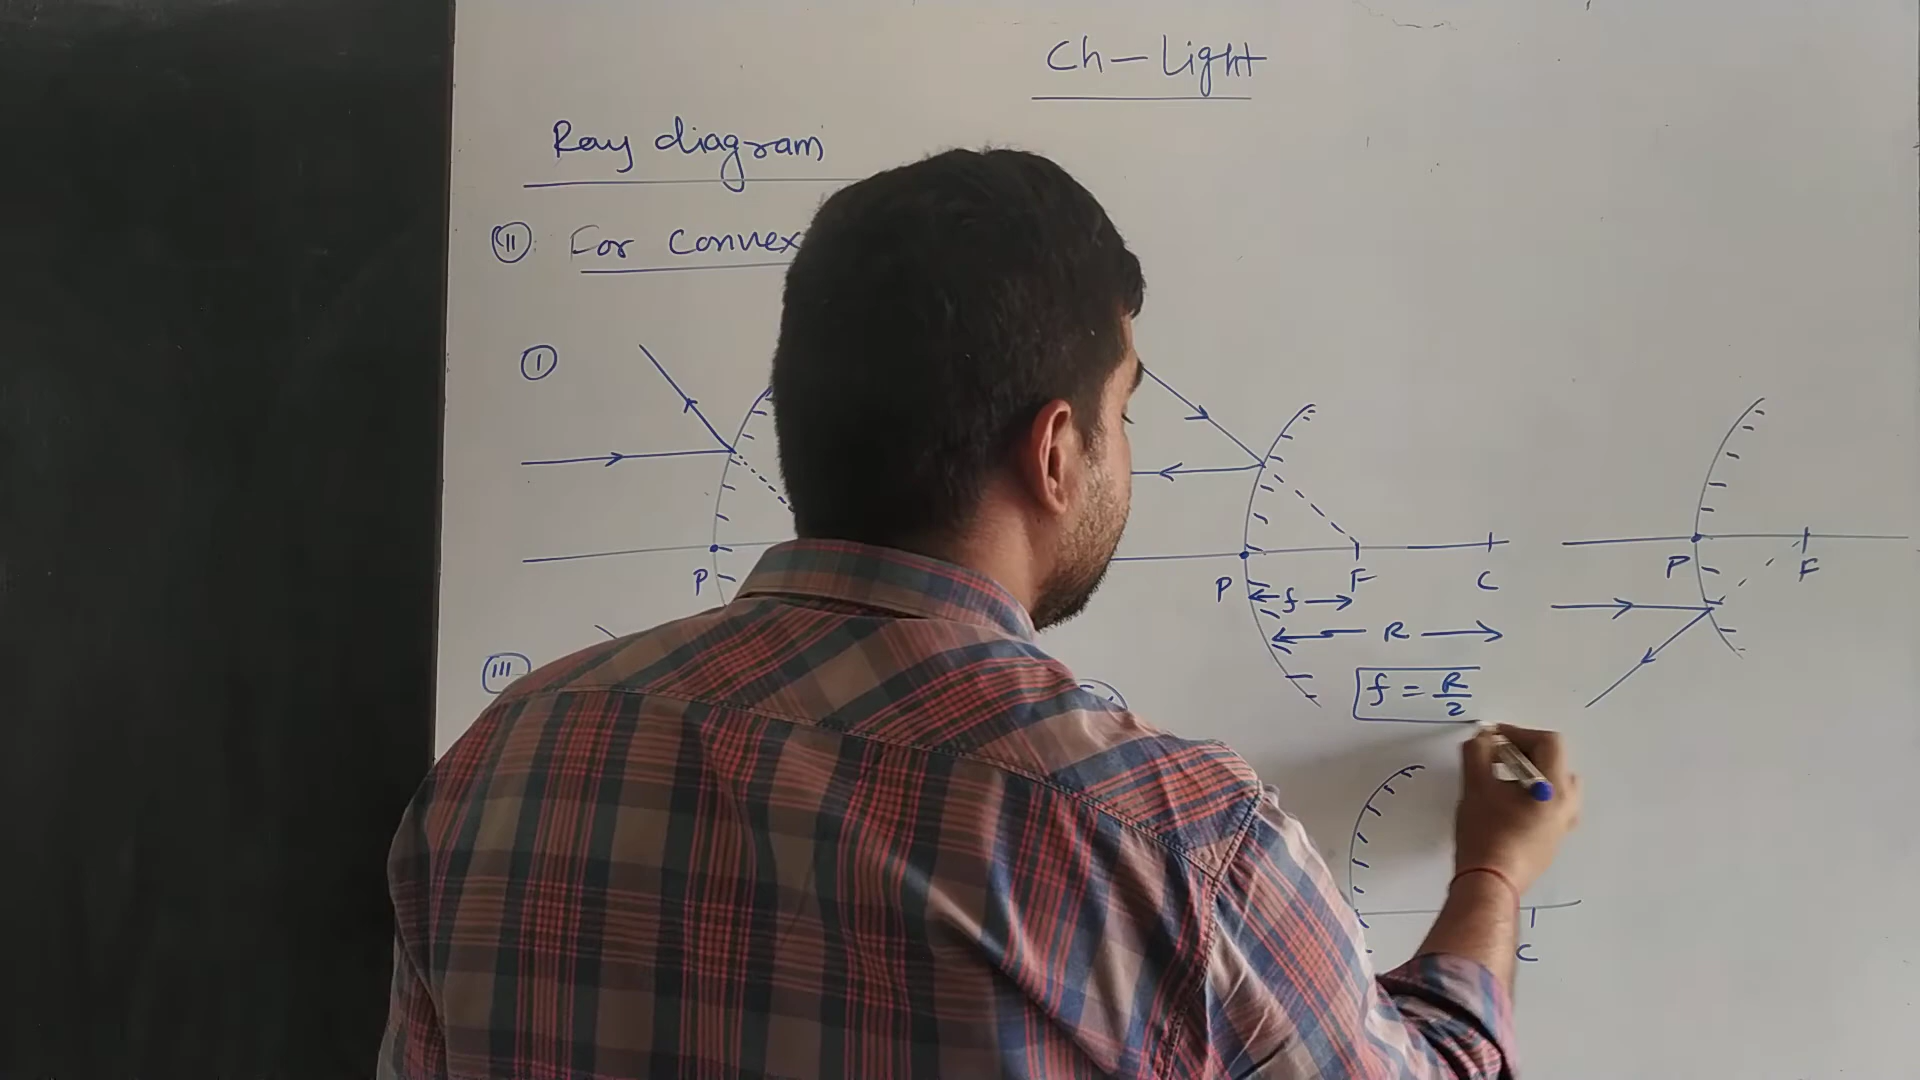 Ch - Light
Ray diagram
(II) For Convex
(I)
P
P F C
f
R
f = R/2
P F
(III)
C